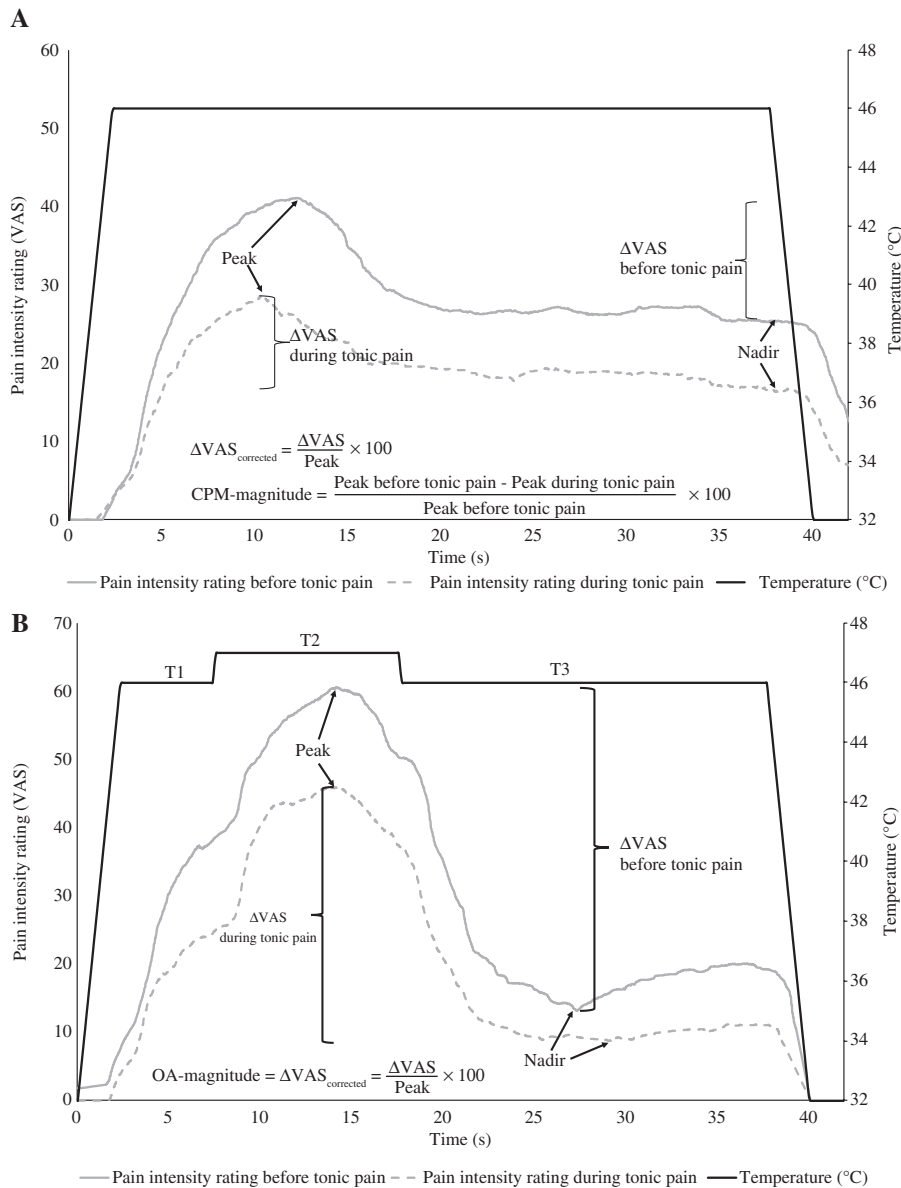 A
60
50
40
30
20
10
0
Pain intensity rating (VAS)
48
46
44
42
40
38
36
34
32
Temperature (°C)
Peak
ΔVAS
before tonic pain
ΔVAS
during tonic pain
Nadir
ΔVAScorrected = ΔVAS / Peak × 100
CPM-magnitude = Peak before tonic pain - Peak during tonic pain / Peak before tonic pain × 100
0 5 10 15 20 25 30 35 40
Time (s)
Pain intensity rating before tonic pain Pain intensity rating during tonic pain Temperature (°C)
B
70
60
50
40
30
20
10
0
Pain intensity rating (VAS)
48
46
44
42
40
38
36
34
32
Temperature (°C)
T1 T2 T3
Peak
ΔVAS
before tonic pain
ΔVAS
during tonic pain
Nadir
OA-magnitude = ΔVAScorrected = ΔVAS / Peak × 100
0 5 10 15 20 25 30 35 40
Time (s)
Pain intensity rating before tonic pain Pain intensity rating during tonic pain Temperature (°C)